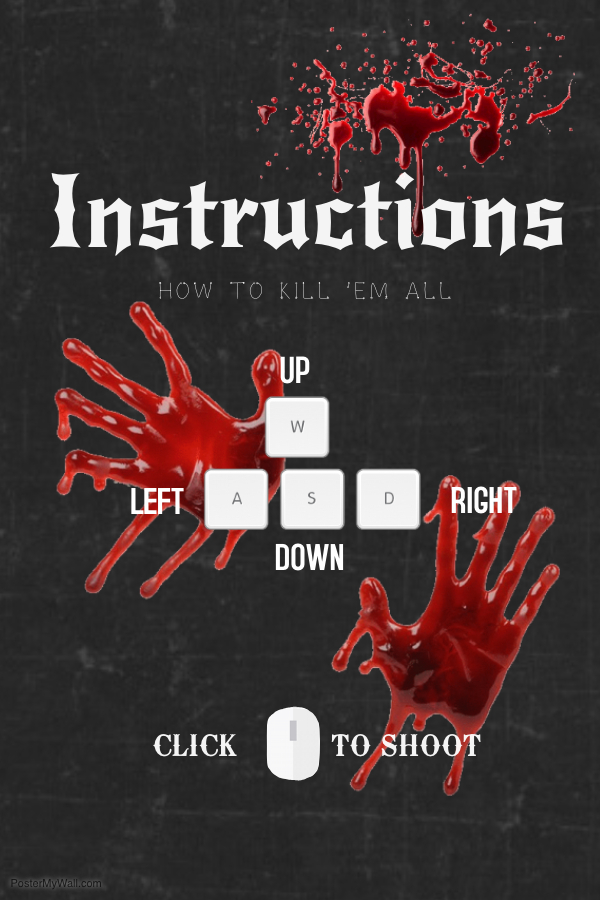 Instructions
HOW TO KILL 'EM ALL
UP
W
LEFT A S D RIGHT
DOWN
CLICK TO SHOOT
PosterMyWall.com